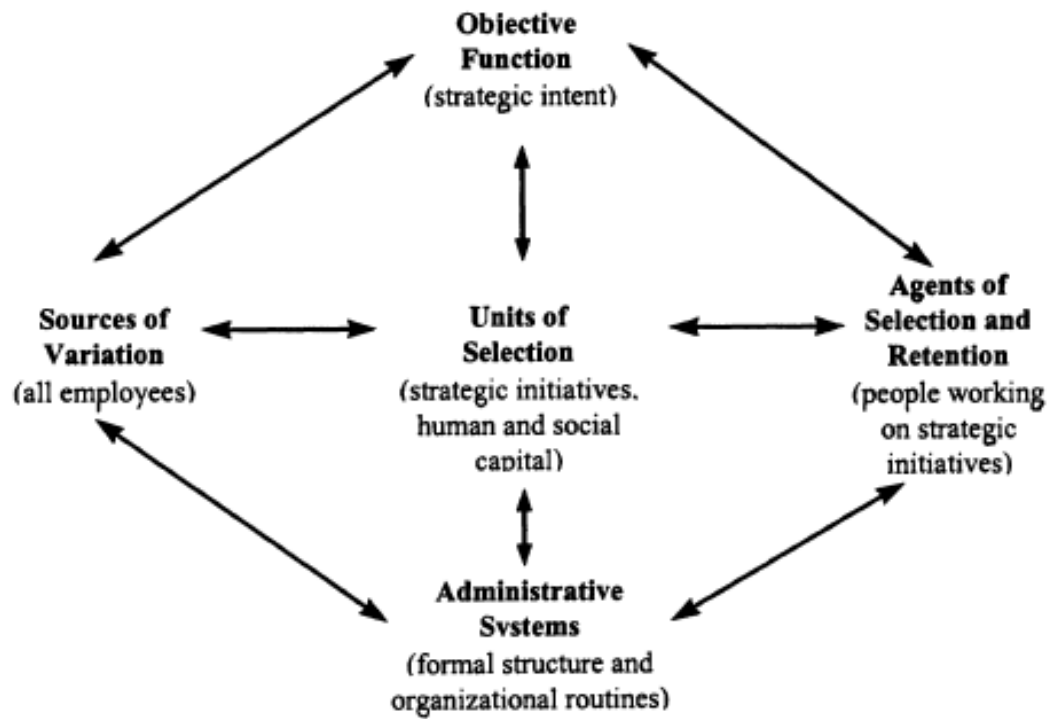 Objective
Function
(strategic intent)
Sources of
Variation
(all employees)
Units of
Selection
(strategic initiatives,
human and social
capital)
Agents of
Selection and
Retention
(people working
on strategic
initiatives)
Administrative
Systems
(formal structure and
organizational routines)